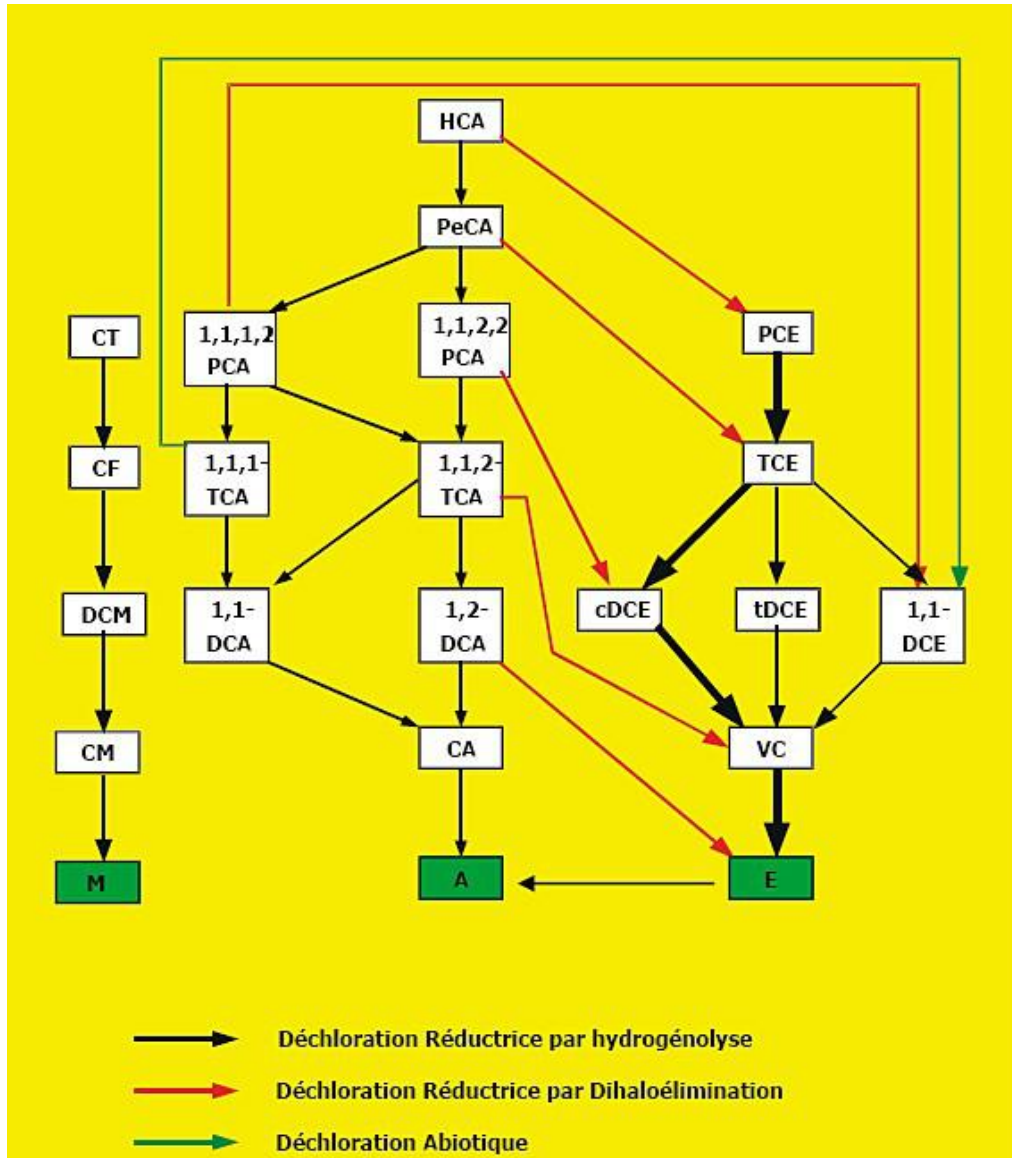 HCA
PeCA
CT
1,1,1,2
PCA
1,1,2,2
PCA
PCE
CF
1,1,1-
TCA
1,1,2-
TCA
TCE
DCM
1,1-
DCA
1,2-
DCA
cDCE
tDCE
1,1-
DCE
CM
CA
VC
M
A
E
Déchloration Réductrice par hydrogénolyse
Déchloration Réductrice par Dihaloélimination
Déchloration Abiotique